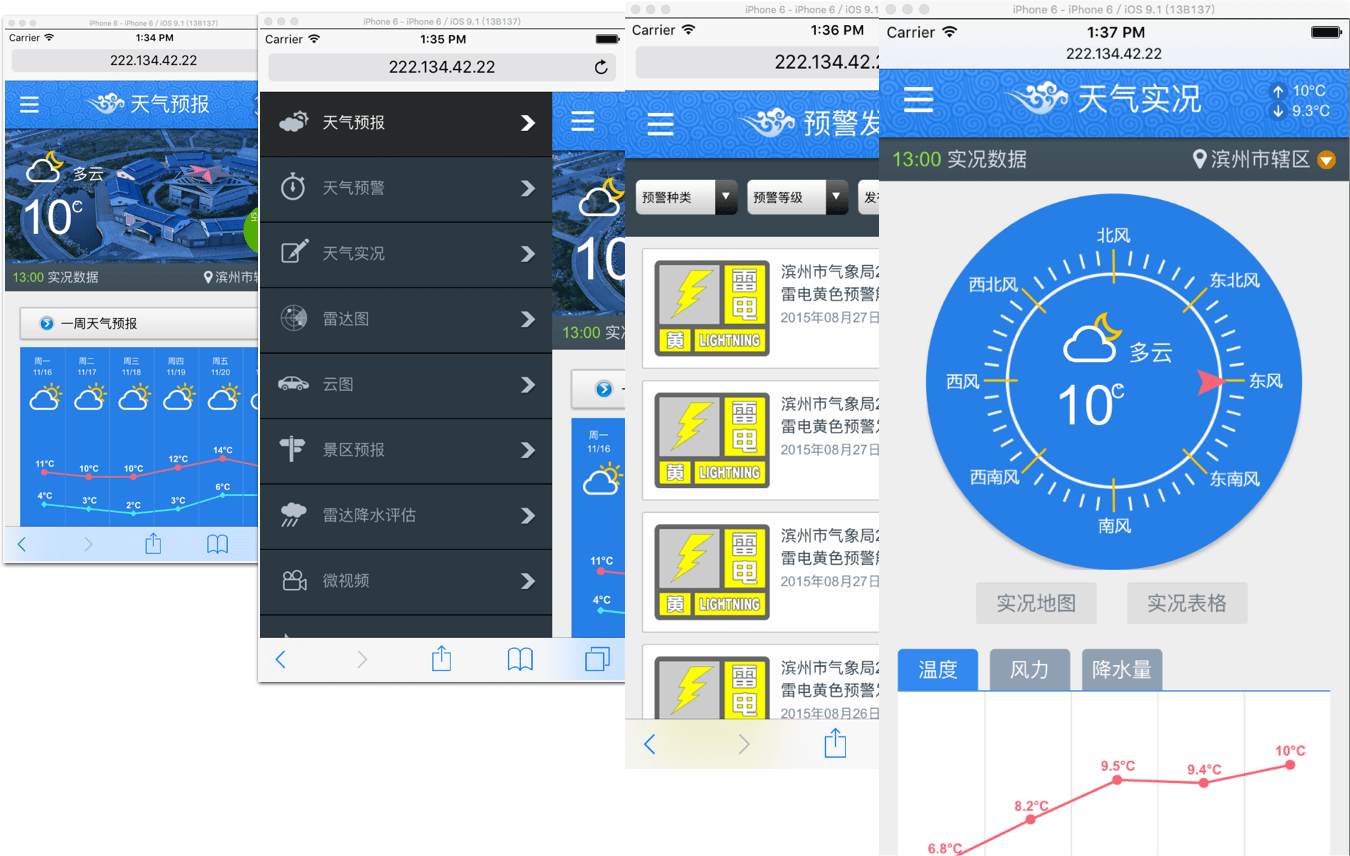 iPhone 6 - iPhone 6 / iOS 9.1 (13B137)
Carrier 1:34 PM
222.134.42.22
天气预报
多云
10°C
13:00 实况数据 滨州市
一周天气预报
周一 周二 周三 周四 周五
11/16 11/17 11/18 11/19 11/20
11°C 10°C 10°C 12°C 14°C
4°C 3°C 2°C 3°C 6°C
iPhone 6 - iPhone 6 / iOS 9.1 (13B137)
Carrier 1:35 PM
222.134.42.22
天气预报
天气预警
天气实况
雷达图
云图
景区预报
雷达降水评估
微视频
10
13:00 实
周一
11/16
11°C
4°C
iPhone 6 - iPhone 6 / iOS 9.1
Carrier 1:36 PM
222.134.42.2
预警发
预警种类 预警等级 发
雷电
黄 LIGHTNING
滨州市气象局2
雷电黄色预警
2015年08月27日
雷电
黄 LIGHTNING
滨州市气象局2
雷电黄色预警
2015年08月27日
雷电
黄 LIGHTNING
滨州市气象局2
雷电黄色预警
2015年08月27日
雷电
滨州市气象局2
雷电黄色预警
2015年08月26日
iPhone 6 - iPhone 6 / iOS 9.1 (13B137)
Carrier 1:37 PM
222.134.42.22
天气实况
10°C
9.3°C
13:00 实况数据 滨州市辖区
北风
西北风 东北风
多云
西风 10°C 东风
西南风 东南风
南风
实况地图 实况表格
温度 风力 降水量
6.8°C 8.2°C 9.5°C 9.4°C 10°C